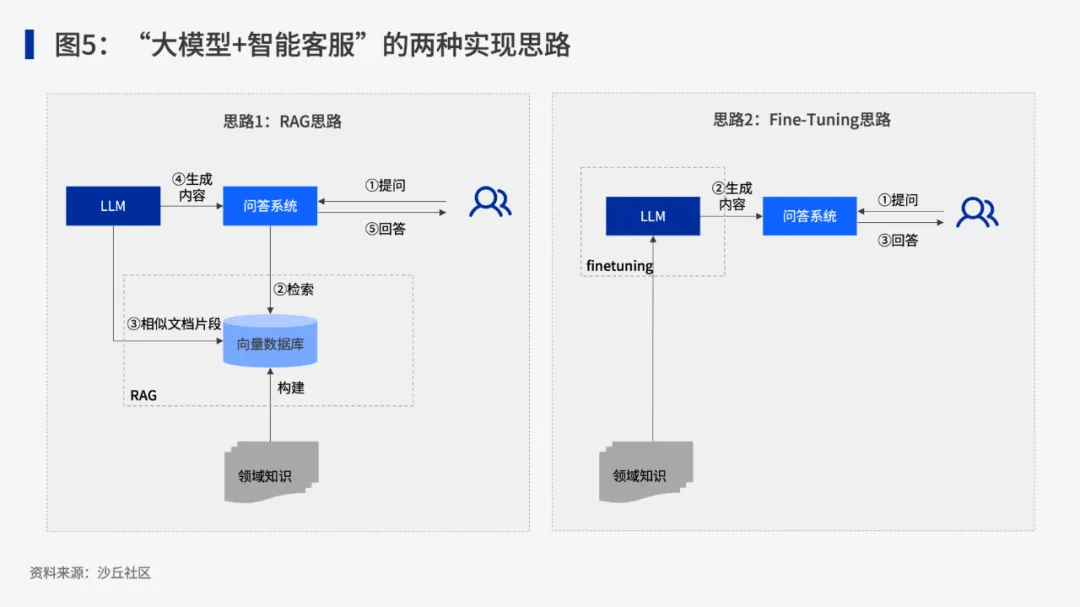 图5：“大模型+智能客服”的两种实现思路
思路1：RAG思路
LLM
④生成
内容
问答系统
①提问
⑤回答
②检索
③相似文档片段
向量数据库
RAG
构建
领域知识
思路2：Fine-Tuning思路
LLM
②生成
内容
问答系统
①提问
③回答
finetuning
领域知识
资料来源：沙丘社区